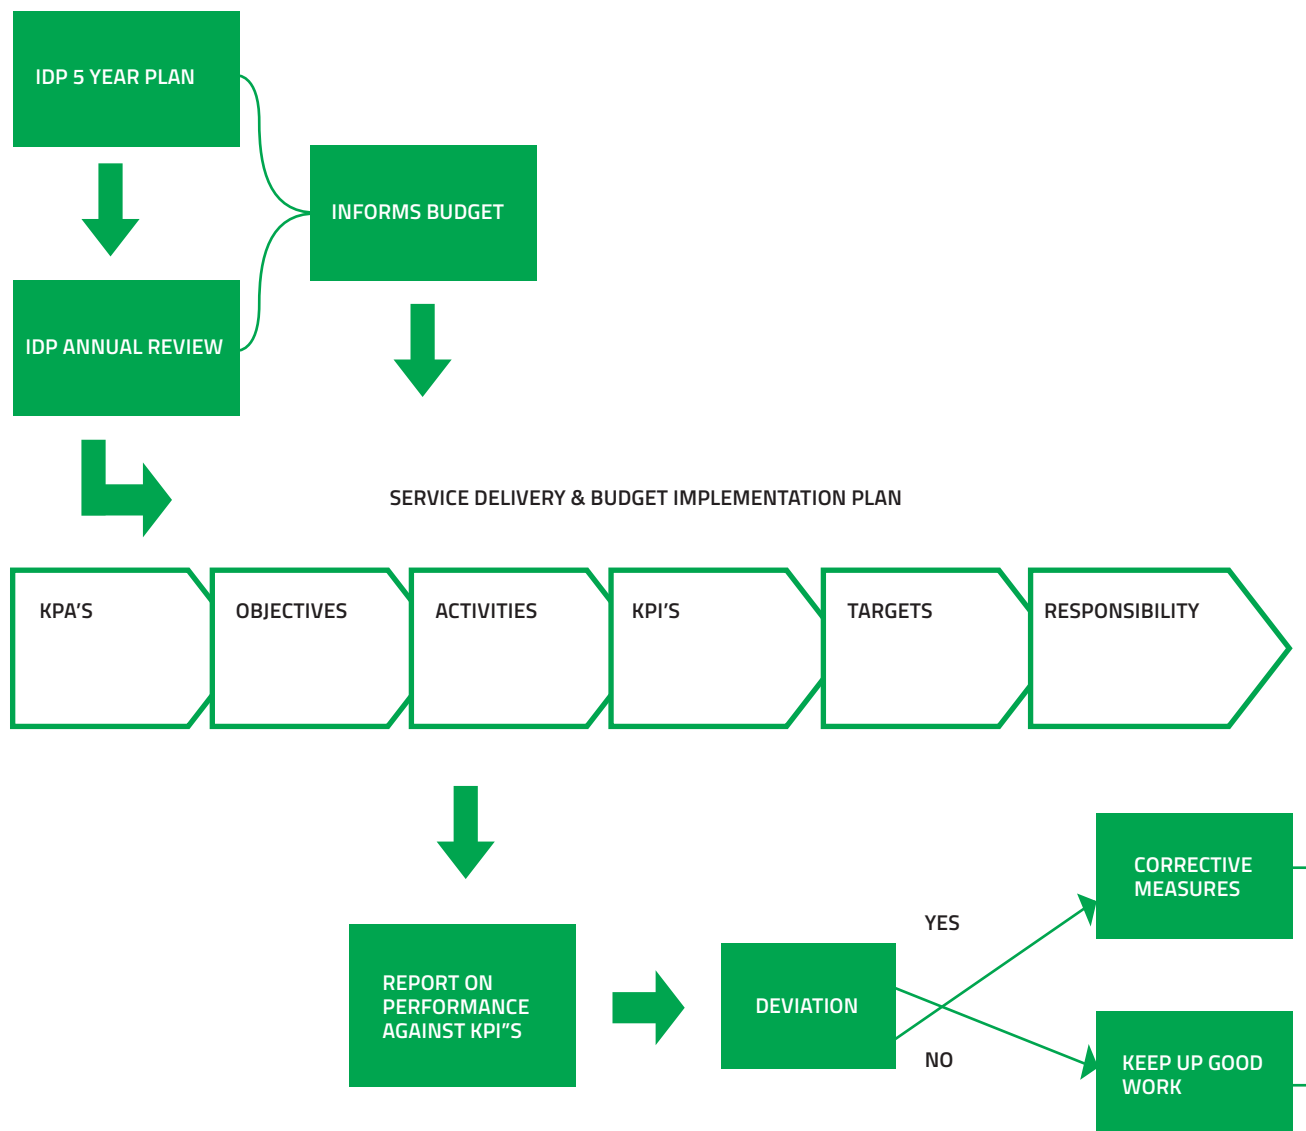 IDP 5 YEAR PLAN
INFORMS BUDGET
IDP ANNUAL REVIEW
SERVICE DELIVERY & BUDGET IMPLEMENTATION PLAN
KPA’S
OBJECTIVES
ACTIVITIES
KPI’S
TARGETS
RESPONSIBILITY
REPORT ON
PERFORMANCE
AGAINST KPI”S
DEVIATION
YES
NO
CORRECTIVE
MEASURES
KEEP UP GOOD
WORK